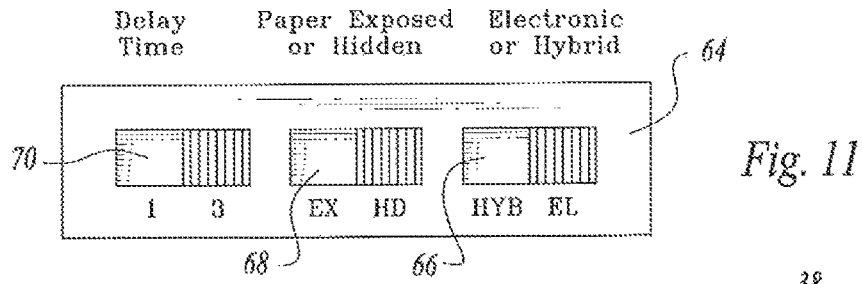 Delay Time
Paper Exposed or Hidden
Electronic or Hybrid
64
70
1 3
EX HD
HYB EL
68
66
Fig. 11
38